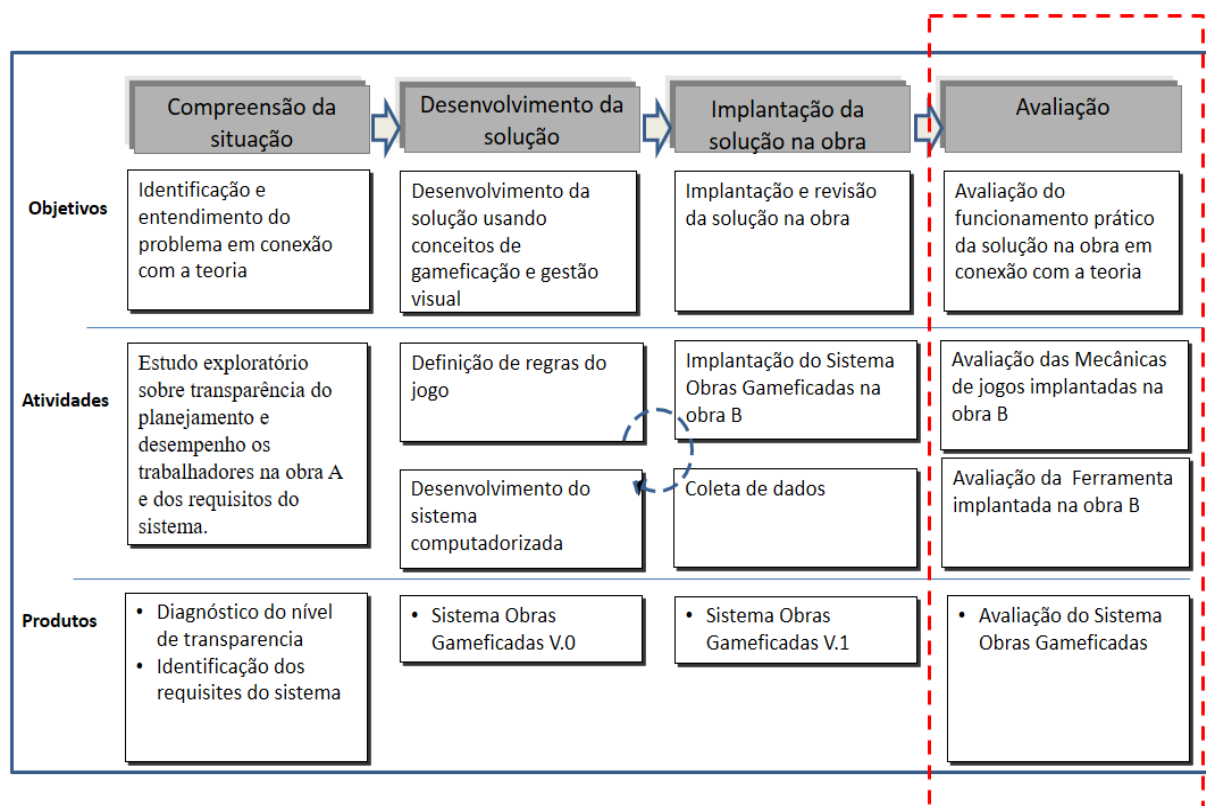 Compreensão da
situação
Desenvolvimento da
solução
Implantação da
solução na obra
Avaliação
Objetivos
Identificação e
entendimento do
problema em conexão
com a teoria
Desenvolvimento da
solução usando
conceitos de
gameficação e gestão
visual
Implantação e revisão
da solução na obra
Avaliação do
funcionamento prático
da solução na obra em
conexão com a teoria
Atividades
Estudo exploratório
sobre transparência do
planejamento e
desempenho os
trabalhadores na obra A
e dos requisitos do
sistema.
Definição de regras do
jogo
Desenvolvimento do
sistema
computadorizada
Implantação do Sistema
Obras Gameficadas na
obra B
Coleta de dados
Avaliação das Mecânicas
de jogos implantadas na
obra B
Avaliação da Ferramenta
implantada na obra B
Produtos
• Diagnóstico do nível
de transparencia
• Identificação dos
requisites do sistema
• Sistema Obras
Gameficadas V.0
• Sistema Obras
Gameficadas V.1
• Avaliação do Sistema
Obras Gameficadas